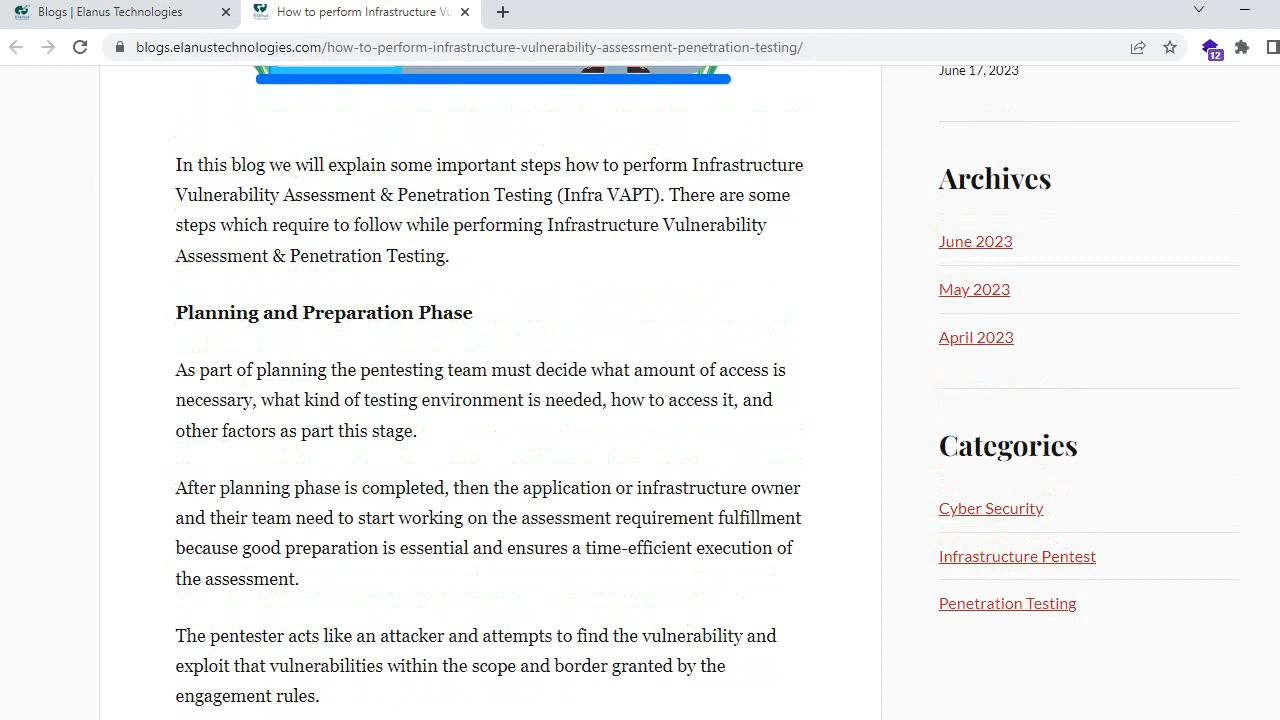 Blogs | Elanus Technologies
How to perform Infrastructure Vu
blogs.elanustechnologies.com/how-to-perform-infrastructure-vulnerability-assessment-penetration-testing/
12
In this blog we will explain some important steps how to perform Infrastructure
Vulnerability Assessment & Penetration Testing (Infra VAPT). There are some
steps which require to follow while performing Infrastructure Vulnerability
Assessment & Penetration Testing.
Planning and Preparation Phase
As part of planning the pentesting team must decide what amount of access is
necessary, what kind of testing environment is needed, how to access it, and
other factors as part this stage.
After planning phase is completed, then the application or infrastructure owner
and their team need to start working on the assessment requirement fulfillment
because good preparation is essential and ensures a time-efficient execution of
the assessment.
The pentester acts like an attacker and attempts to find the vulnerability and
exploit that vulnerabilities within the scope and border granted by the
engagement rules.
June 17, 2023
Archives
June 2023
May 2023
April 2023
Categories
Cyber Security
Infrastructure Pentest
Penetration Testing